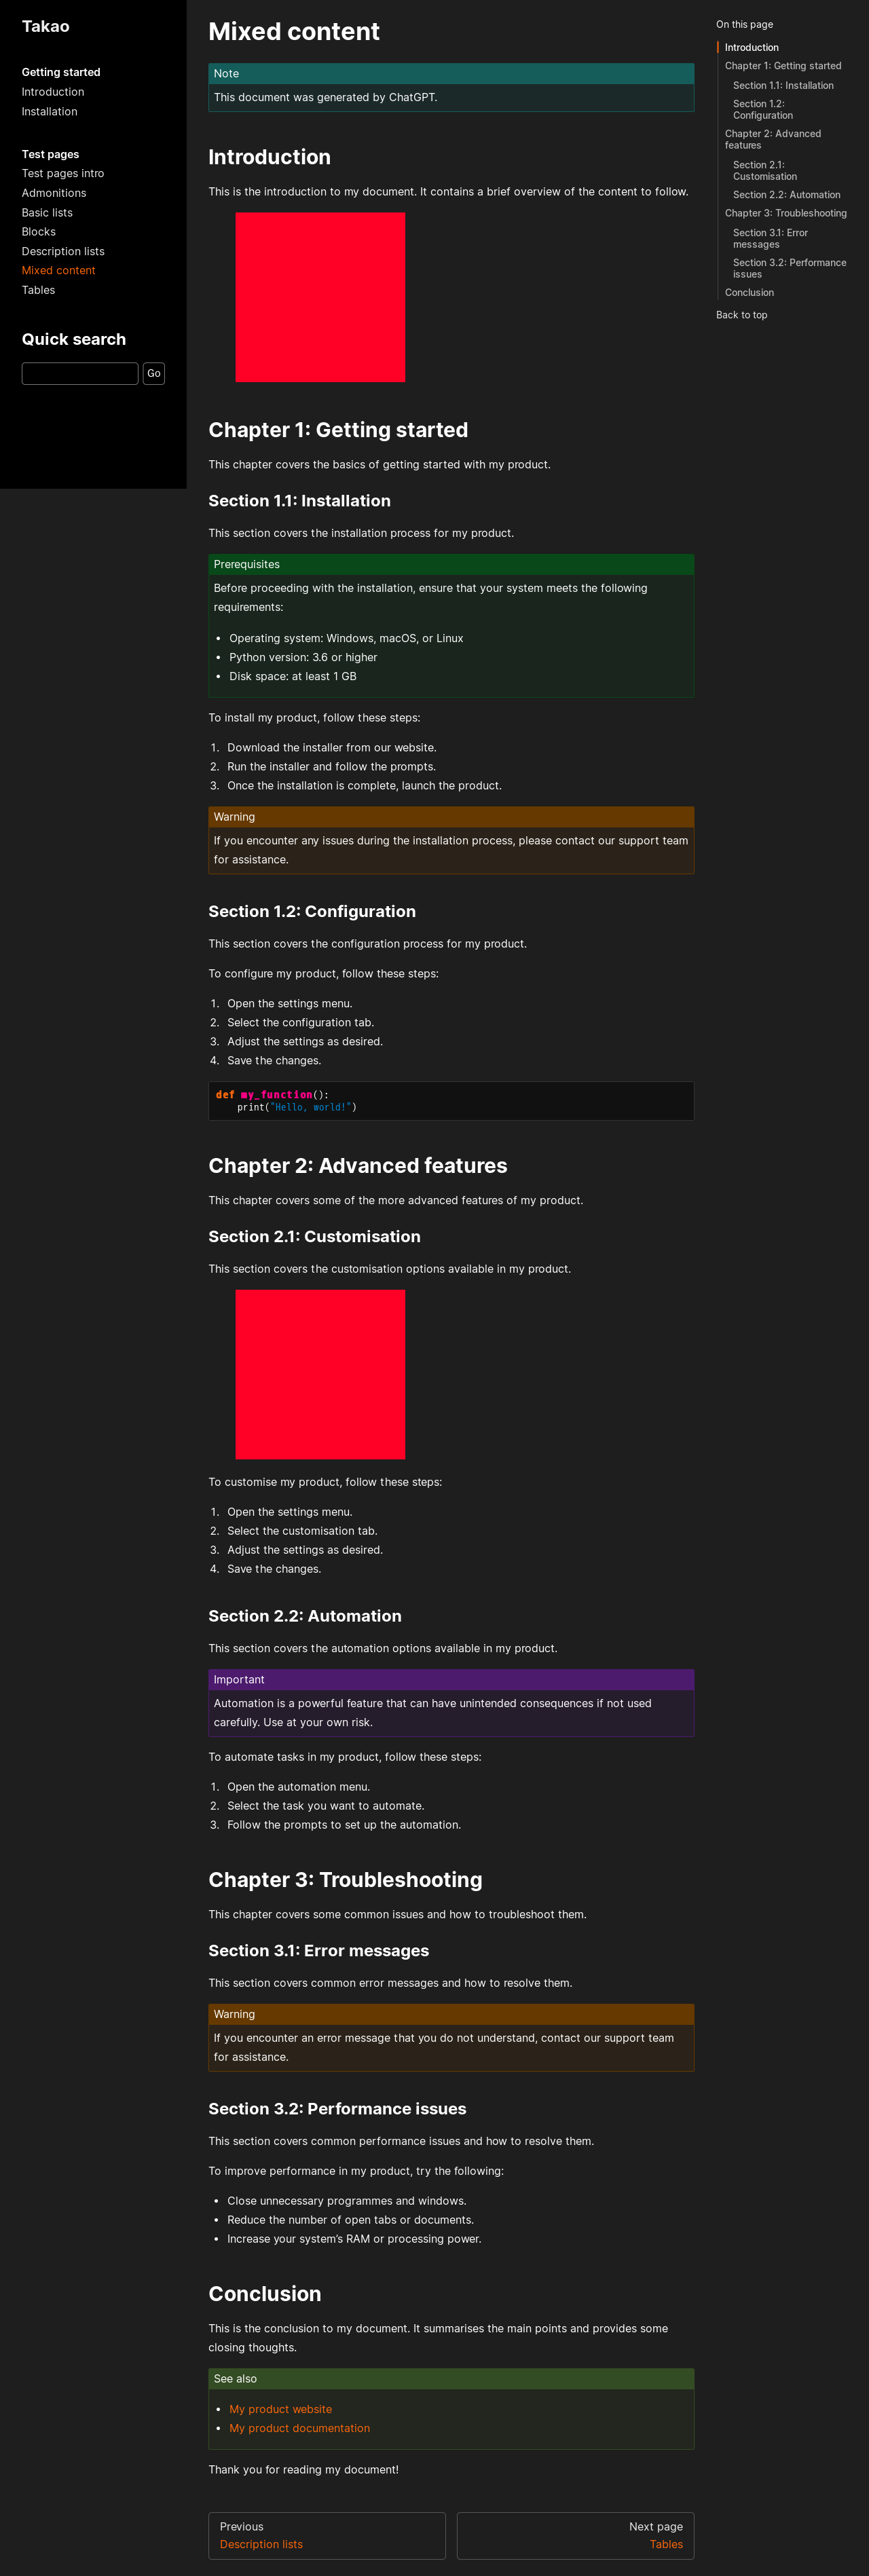 Takao
Getting started
Introduction
Installation
Test pages
Test pages intro
Admonitions
Basic lists
Blocks
Description lists
Mixed content
Tables
Quick search
Go
Mixed content
Note
This document was generated by ChatGPT.
Introduction
This is the introduction to my document. It contains a brief overview of the content to follow.
Chapter 1: Getting started
This chapter covers the basics of getting started with my product.
Section 1.1: Installation
This section covers the installation process for my product.
Prerequisites
Before proceeding with the installation, ensure that your system meets the following
requirements:
• Operating system: Windows, macOS, or Linux
• Python version: 3.6 or higher
• Disk space: at least 1 GB
To install my product, follow these steps:
1. Download the installer from our website.
2. Run the installer and follow the prompts.
3. Once the installation is complete, launch the product.
Warning
If you encounter any issues during the installation process, please contact our support team
for assistance.
Section 1.2: Configuration
This section covers the configuration process for my product.
To configure my product, follow these steps:
1. Open the settings menu.
2. Select the configuration tab.
3. Adjust the settings as desired.
4. Save the changes.
def my_function():
    print("Hello, world!")
Chapter 2: Advanced features
This chapter covers some of the more advanced features of my product.
Section 2.1: Customisation
This section covers the customisation options available in my product.
To customise my product, follow these steps:
1. Open the settings menu.
2. Select the customisation tab.
3. Adjust the settings as desired.
4. Save the changes.
Section 2.2: Automation
This section covers the automation options available in my product.
Important
Automation is a powerful feature that can have unintended consequences if not used
carefully. Use at your own risk.
To automate tasks in my product, follow these steps:
1. Open the automation menu.
2. Select the task you want to automate.
3. Follow the prompts to set up the automation.
Chapter 3: Troubleshooting
This chapter covers some common issues and how to troubleshoot them.
Section 3.1: Error messages
This section covers common error messages and how to resolve them.
Warning
If you encounter an error message that you do not understand, contact our support team
for assistance.
Section 3.2: Performance issues
This section covers common performance issues and how to resolve them.
To improve performance in my product, try the following:
• Close unnecessary programmes and windows.
• Reduce the number of open tabs or documents.
• Increase your system’s RAM or processing power.
Conclusion
This is the conclusion to my document. It summarises the main points and provides some
closing thoughts.
See also
• My product website
• My product documentation
Thank you for reading my document!
Previous
Description lists
Next page
Tables
On this page
Introduction
Chapter 1: Getting started
Section 1.1: Installation
Section 1.2:
Configuration
Chapter 2: Advanced
features
Section 2.1:
Customisation
Section 2.2: Automation
Chapter 3: Troubleshooting
Section 3.1: Error
messages
Section 3.2: Performance
issues
Conclusion
Back to top